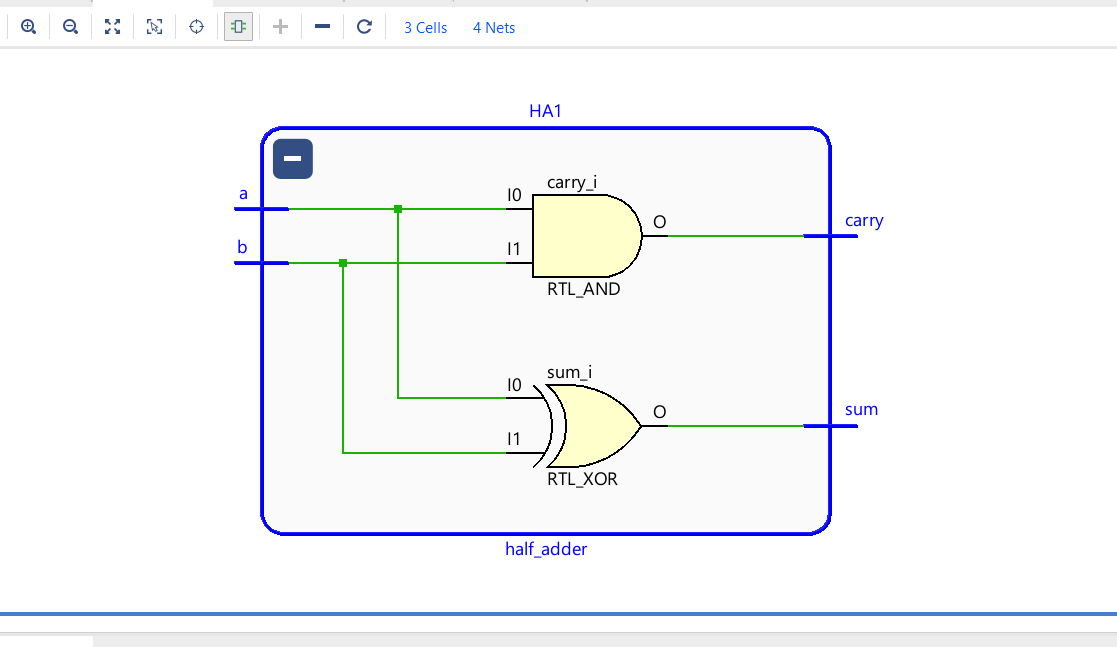 3 Cells 4 Nets
HA1
carry_i
a
I0
O
carry
b
I1
RTL_AND
sum_i
I0
O
sum
I1
RTL_XOR
half_adder